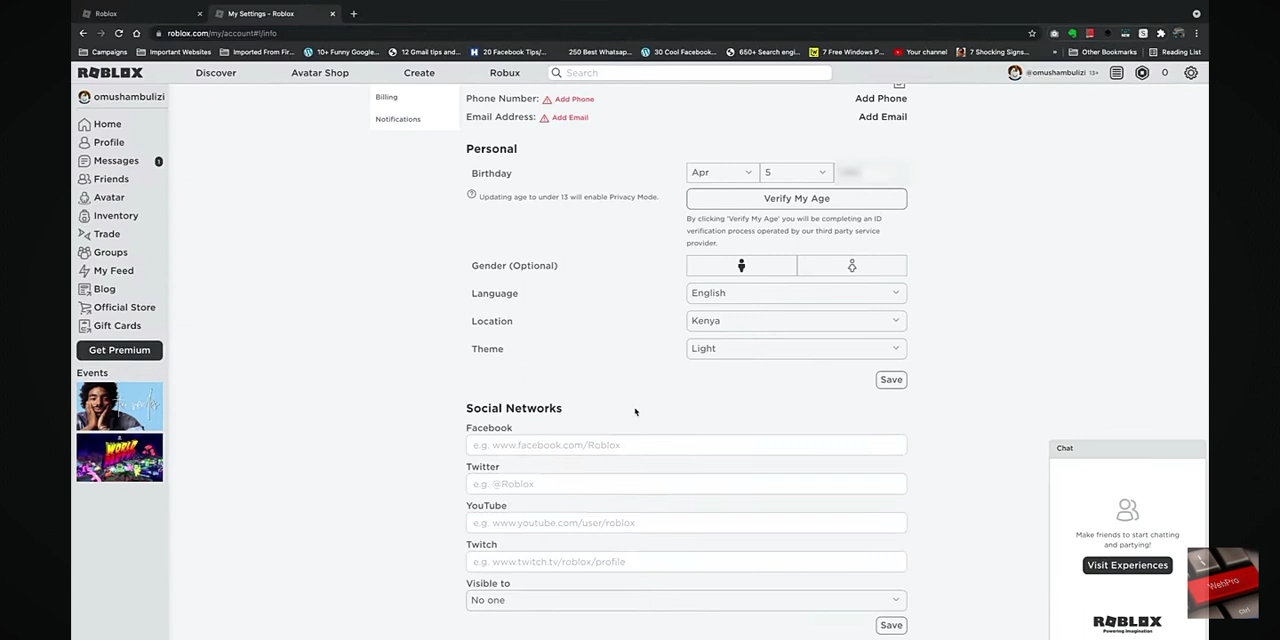 Roblox
My Settings - Roblox
roblox.com/my/account#!/info
Campaigns
Important Websites
Imported From Fir...
10+ Funny Google...
12 Gmail tips and...
20 Facebook Tips/...
250 Best Whatsap...
30 Cool Facebook...
650+ Search engi...
7 Free Windows P...
Your channel
7 Shocking Signs...
»
Other Bookmarks
Reading List
ROBLOX
Discover
Avatar Shop
Create
Robux
Search
@omushambulizi 13+
0
omushambulizi
Home
Profile
Messages 1
Friends
Avatar
Inventory
Trade
Groups
My Feed
Blog
Official Store
Gift Cards
Get Premium
Events
WORLD
Billing
Notifications
Phone Number: Add Phone
Add Phone
Email Address: Add Email
Add Email
Personal
Birthday
Apr
5
Updating age to under 13 will enable Privacy Mode.
Verify My Age
By clicking 'Verify My Age' you will be completing an ID
verification process operated by our third party service
provider.
Gender (Optional)
Language
English
Location
Kenya
Theme
Light
Save
Social Networks
Facebook
e.g. www.facebook.com/Roblox
Twitter
e.g. @Roblox
YouTube
e.g. www.youtube.com/user/roblox
Twitch
e.g. www.twitch.tv/roblox/profile
Visible to
No one
Save
Chat
Make friends to start chatting
and partying!
Visit Experiences
ROBLOX
Powering Imagination
WebPro
Ctrl